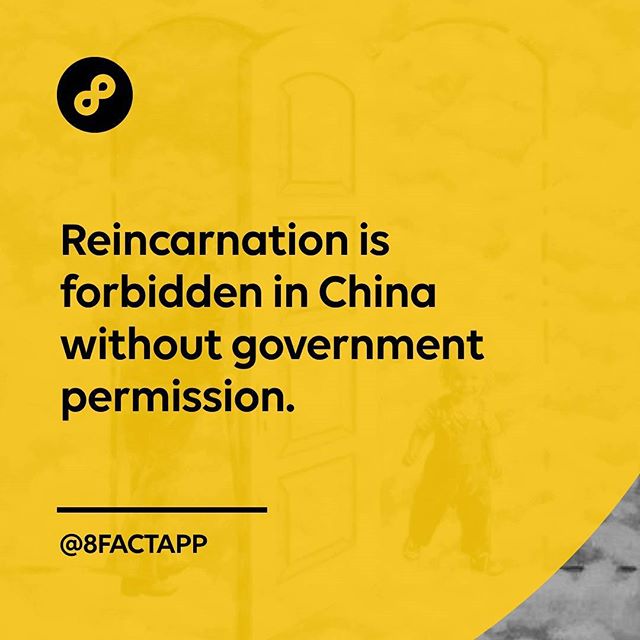 Reincarnation is
forbidden in China
without government
permission.
@8FACTAPP